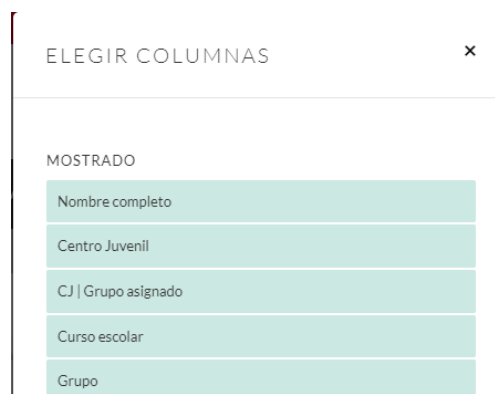 ELEGIR COLUMNAS
×
MOSTRADO
Nombre completo
Centro Juvenil
CJ | Grupo asignado
Curso escolar
Grupo